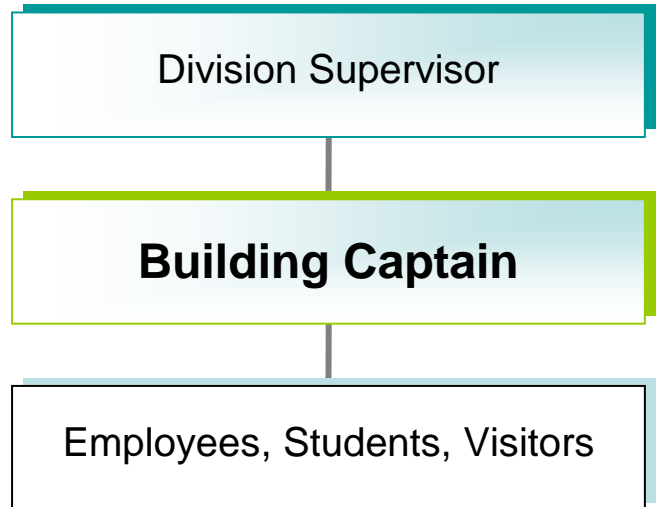 Division Supervisor
Building Captain
Employees, Students, Visitors